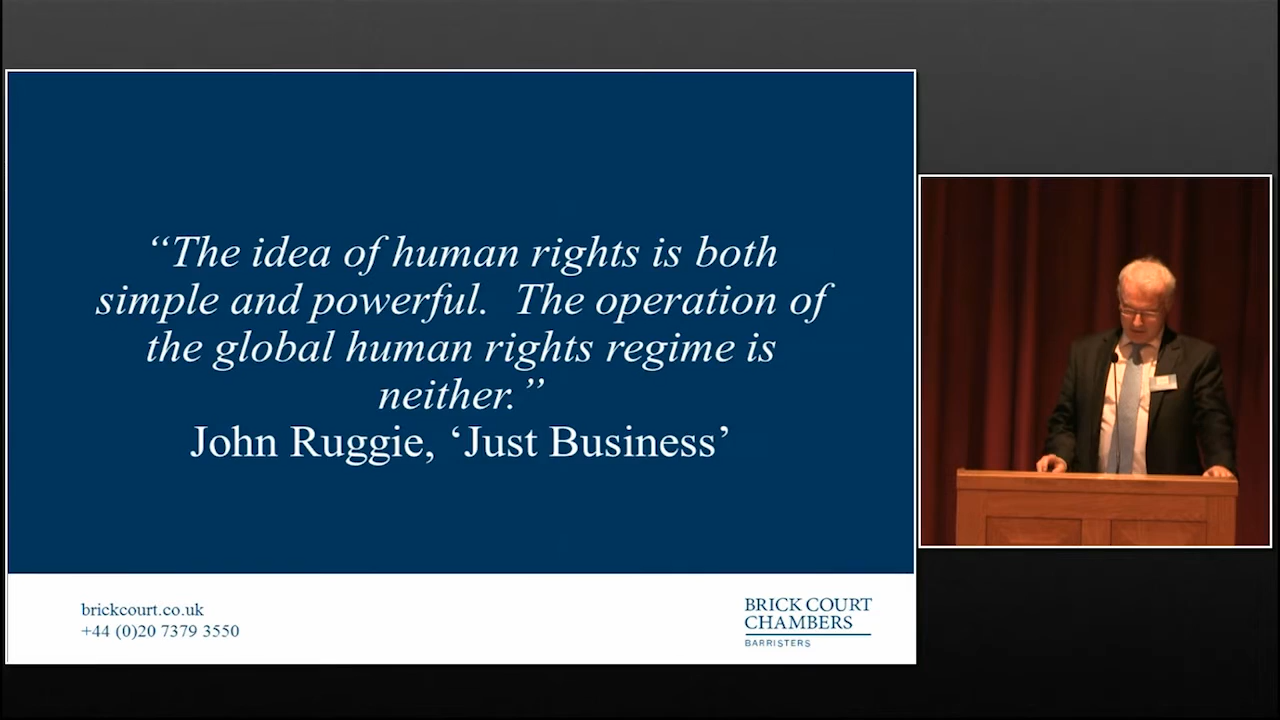 “The idea of human rights is both
simple and powerful.  The operation of
the global human rights regime is
neither.”
John Ruggie, ‘Just Business’
brickcourt.co.uk
+44 (0)20 7379 3550
BRICK COURT
CHAMBERS
BARRISTERS